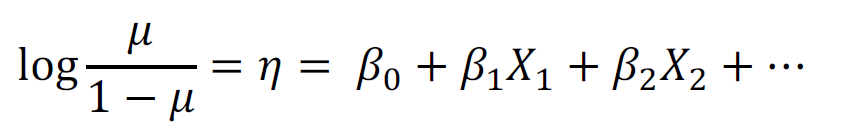 log μ/(1 − μ) = η = β₀ + β₁X₁ + β₂X₂ + ⋯